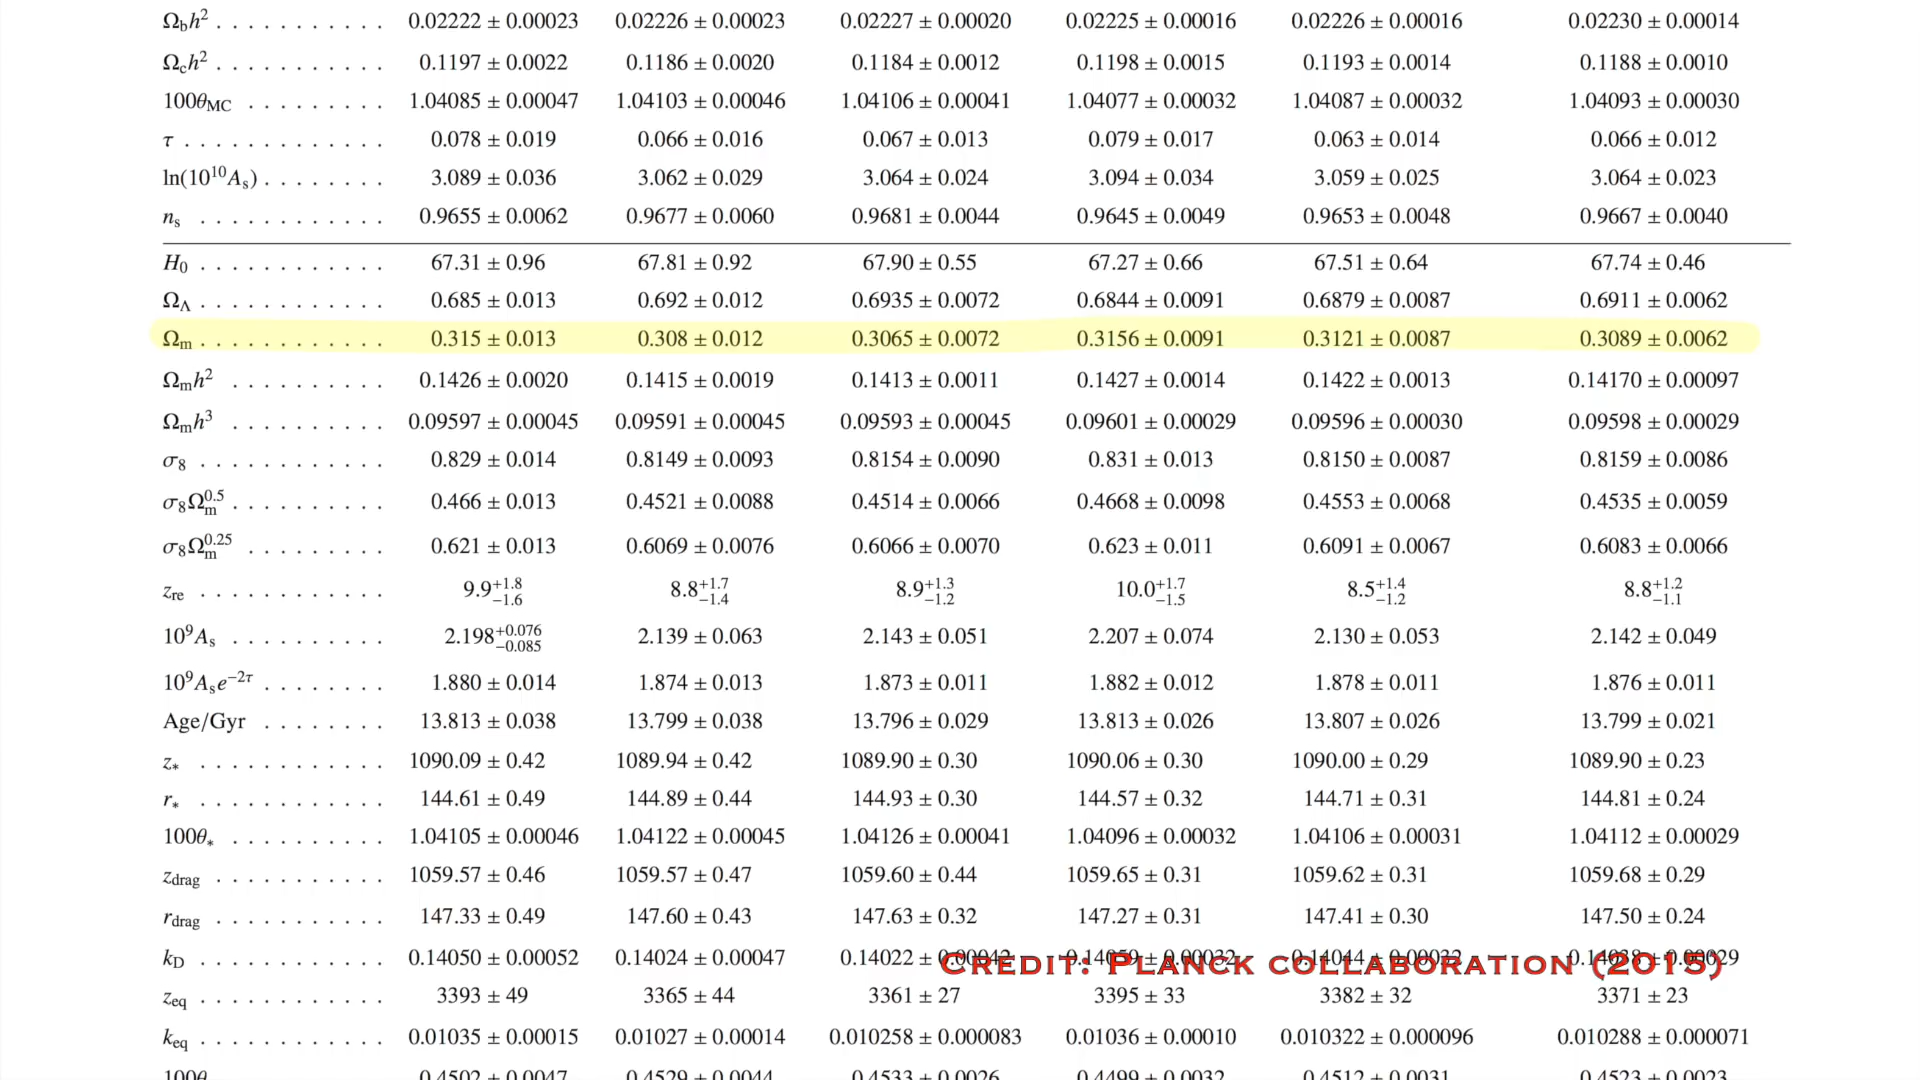 Ω_b h² . . . . . . . . . . . 0.02222 ± 0.00023 0.02226 ± 0.00023 0.02227 ± 0.00020 0.02225 ± 0.00016 0.02226 ± 0.00016 0.02230 ± 0.00014
Ω_c h² . . . . . . . . . . . 0.1197 ± 0.0022 0.1186 ± 0.0020 0.1184 ± 0.0012 0.1198 ± 0.0015 0.1193 ± 0.0014 0.1188 ± 0.0010
100θ_MC . . . . . . . . . 1.04085 ± 0.00047 1.04103 ± 0.00046 1.04106 ± 0.00041 1.04077 ± 0.00032 1.04087 ± 0.00032 1.04093 ± 0.00030
τ . . . . . . . . . . . . . 0.078 ± 0.019 0.066 ± 0.016 0.067 ± 0.013 0.079 ± 0.017 0.063 ± 0.014 0.066 ± 0.012
ln(10¹⁰A_s) . . . . . . . . 3.089 ± 0.036 3.062 ± 0.029 3.064 ± 0.024 3.094 ± 0.034 3.059 ± 0.025 3.064 ± 0.023
n_s . . . . . . . . . . . . 0.9655 ± 0.0062 0.9677 ± 0.0060 0.9681 ± 0.0044 0.9645 ± 0.0049 0.9653 ± 0.0048 0.9667 ± 0.0040
H₀ . . . . . . . . . . . . 67.31 ± 0.96 67.81 ± 0.92 67.90 ± 0.55 67.27 ± 0.66 67.51 ± 0.64 67.74 ± 0.46
Ω_Λ . . . . . . . . . . . . 0.685 ± 0.013 0.692 ± 0.012 0.6935 ± 0.0072 0.6844 ± 0.0091 0.6879 ± 0.0087 0.6911 ± 0.0062
Ω_m . . . . . . . . . . . . 0.315 ± 0.013 0.308 ± 0.012 0.3065 ± 0.0072 0.3156 ± 0.0091 0.3121 ± 0.0087 0.3089 ± 0.0062
Ω_m h² . . . . . . . . . . 0.1426 ± 0.0020 0.1415 ± 0.0019 0.1413 ± 0.0011 0.1427 ± 0.0014 0.1422 ± 0.0013 0.14170 ± 0.00097
Ω_m h³ . . . . . . . . . . 0.09597 ± 0.00045 0.09591 ± 0.00045 0.09593 ± 0.00045 0.09601 ± 0.00029 0.09596 ± 0.00030 0.09598 ± 0.00029
σ₈ . . . . . . . . . . . . 0.829 ± 0.014 0.8149 ± 0.0093 0.8154 ± 0.0090 0.831 ± 0.013 0.8150 ± 0.0087 0.8159 ± 0.0086
σ₈Ω_m^0.5 . . . . . . . . . . 0.466 ± 0.013 0.4521 ± 0.0088 0.4514 ± 0.0066 0.4668 ± 0.0098 0.4553 ± 0.0068 0.4535 ± 0.0059
σ₈Ω_m^0.25 . . . . . . . . . 0.621 ± 0.013 0.6069 ± 0.0076 0.6066 ± 0.0070 0.623 ± 0.011 0.6091 ± 0.0067 0.6083 ± 0.0066
z_re . . . . . . . . . . . . 9.9^{+1.8}_{−1.6} 8.8^{+1.7}_{−1.4} 8.9^{+1.3}_{−1.2} 10.0^{+1.7}_{−1.5} 8.5^{+1.4}_{−1.2} 8.8^{+1.2}_{−1.1}
10⁹A_s . . . . . . . . . . 2.198^{+0.076}_{−0.085} 2.139 ± 0.063 2.143 ± 0.051 2.207 ± 0.074 2.130 ± 0.053 2.142 ± 0.049
10⁹A_s e^{−2τ} . . . . . . . . 1.880 ± 0.014 1.874 ± 0.013 1.873 ± 0.011 1.882 ± 0.012 1.878 ± 0.011 1.876 ± 0.011
Age/Gyr . . . . . . . . 13.813 ± 0.038 13.799 ± 0.038 13.796 ± 0.029 13.813 ± 0.026 13.807 ± 0.026 13.799 ± 0.021
z_* . . . . . . . . . . . . 1090.09 ± 0.42 1089.94 ± 0.42 1089.90 ± 0.30 1090.06 ± 0.30 1090.00 ± 0.29 1089.90 ± 0.23
r_* . . . . . . . . . . . . 144.61 ± 0.49 144.89 ± 0.44 144.93 ± 0.30 144.57 ± 0.32 144.71 ± 0.31 144.81 ± 0.24
100θ_* . . . . . . . . . . 1.04105 ± 0.00046 1.04122 ± 0.00045 1.04126 ± 0.00041 1.04096 ± 0.00032 1.04106 ± 0.00031 1.04112 ± 0.00029
z_drag . . . . . . . . . . . 1059.57 ± 0.46 1059.57 ± 0.47 1059.60 ± 0.44 1059.65 ± 0.31 1059.62 ± 0.31 1059.68 ± 0.29
r_drag . . . . . . . . . . . 147.33 ± 0.49 147.60 ± 0.43 147.63 ± 0.32 147.27 ± 0.31 147.41 ± 0.30 147.50 ± 0.24
k_D . . . . . . . . . . . . 0.14050 ± 0.00052 0.14024 ± 0.00047 0.14022 ±
CREDIT: PLANCK COLLABORATION (2015)
z_eq . . . . . . . . . . . . 3393 ± 49 3365 ± 44 3361 ± 27 3395 ± 33 3382 ± 32 3371 ± 23
k_eq . . . . . . . . . . . . 0.01035 ± 0.00015 0.01027 ± 0.00014 0.010258 ± 0.000083 0.01036 ± 0.00010 0.010322 ± 0.000096 0.010288 ± 0.000071